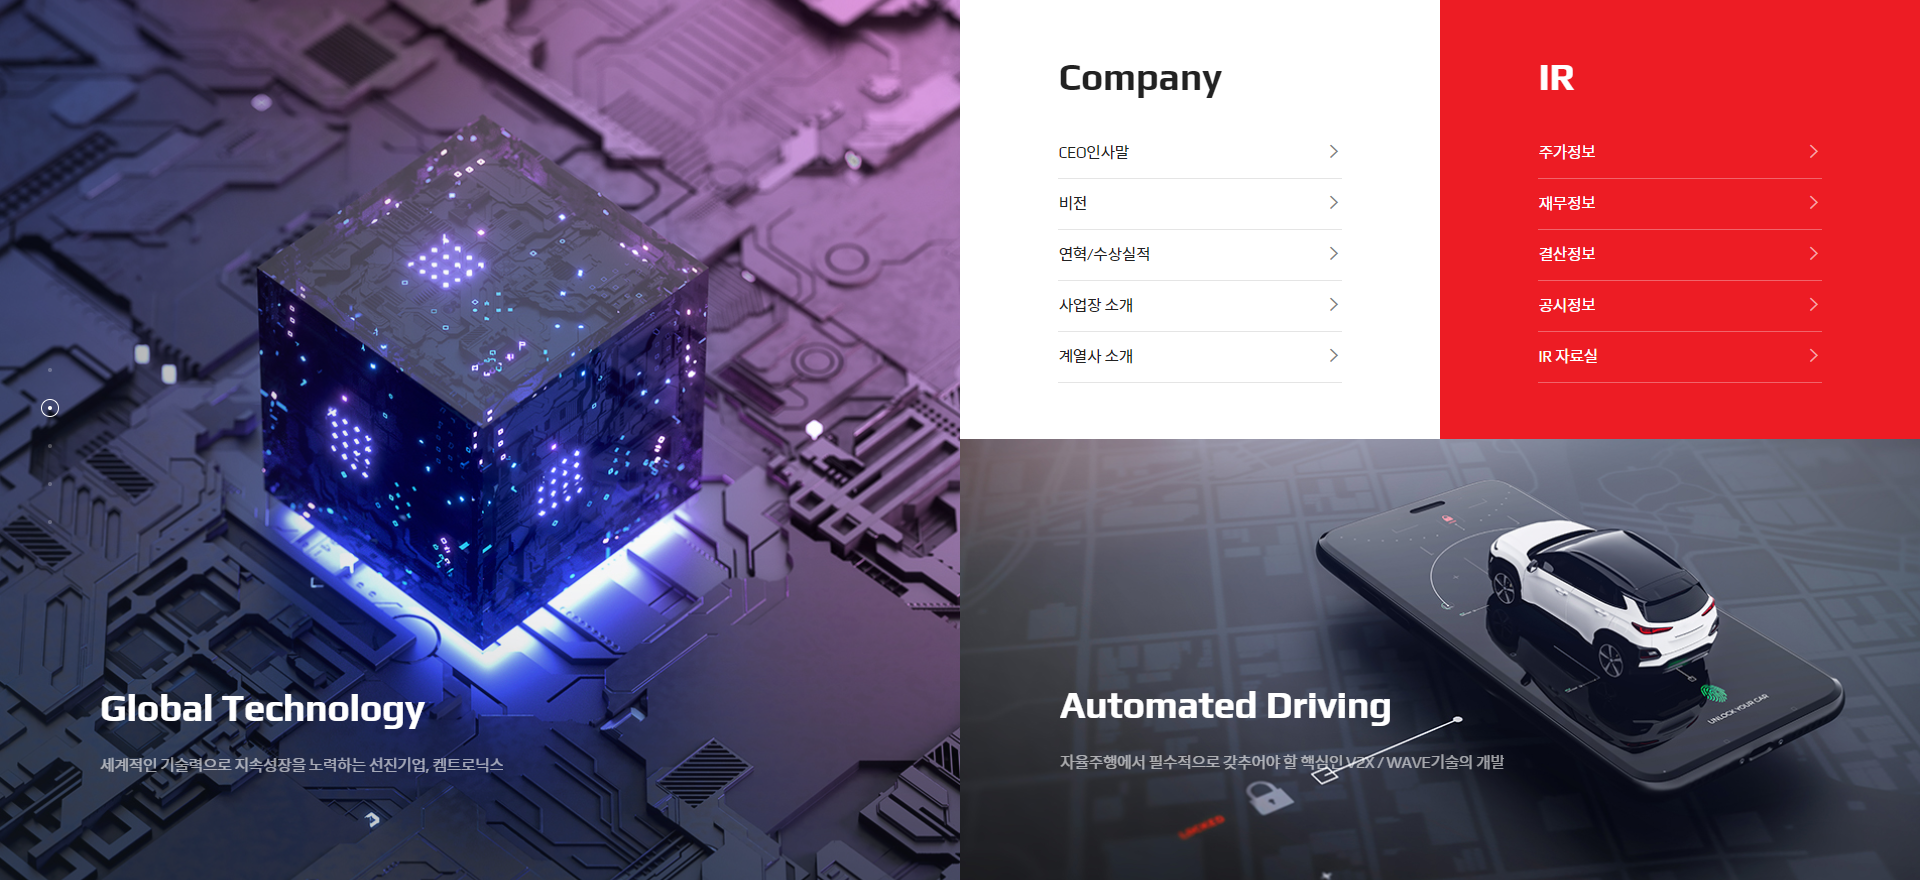 Global Technology
세계적인 기술력으로 지속성장을 노력하는 선진기업, 켐트로닉스
Company
CEO인사말
비전
연혁/수상실적
사업장 소개
계열사 소개
IR
주가정보
재무정보
결산정보
공시정보
IR 자료실
Automated Driving
자율주행에서 필수적으로 갖추어야 할 핵심인 V2X / WAVE기술의 개발
UNLOCK YOUR CAR
LOCKED